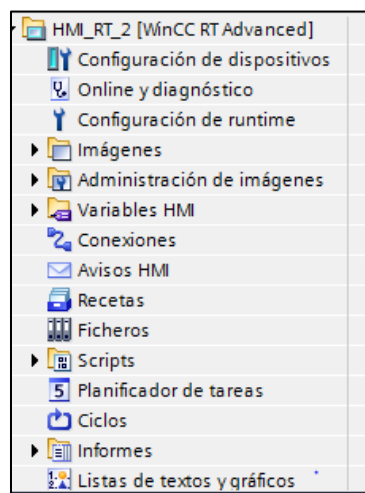 HMI_RT_2 [WinCC RT Advanced]
Configuración de dispositivos
Online y diagnóstico
Configuración de runtime
Imágenes
Administración de imágenes
Variables HMI
Conexiones
Avisos HMI
Recetas
Ficheros
Scripts
Planificador de tareas
Ciclos
Informes
Listas de textos y gráficos